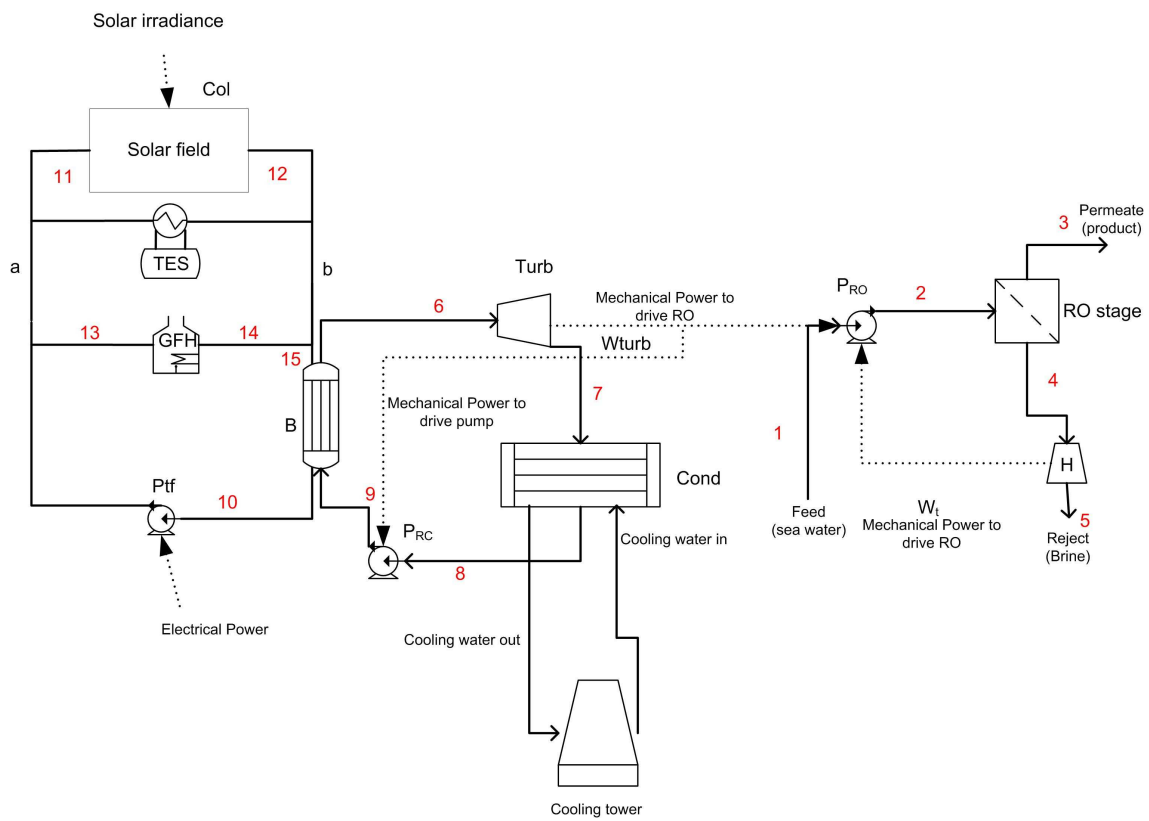 Solar irradiance
Col
Solar field
11
12
TES
a
b
13
GFH
14
15
B
Ptf
10
Electrical Power
6
Turb
Mechanical Power to
drive RO
Wturb
7
Mechanical Power to
drive pump
9
P_RC
8
Cond
Cooling water in
Cooling water out
Cooling tower
1
Feed
(sea water)
P_RO
2
3
Permeate
(product)
RO stage
4
H
W_t
Mechanical Power to
drive RO
5
Reject
(Brine)